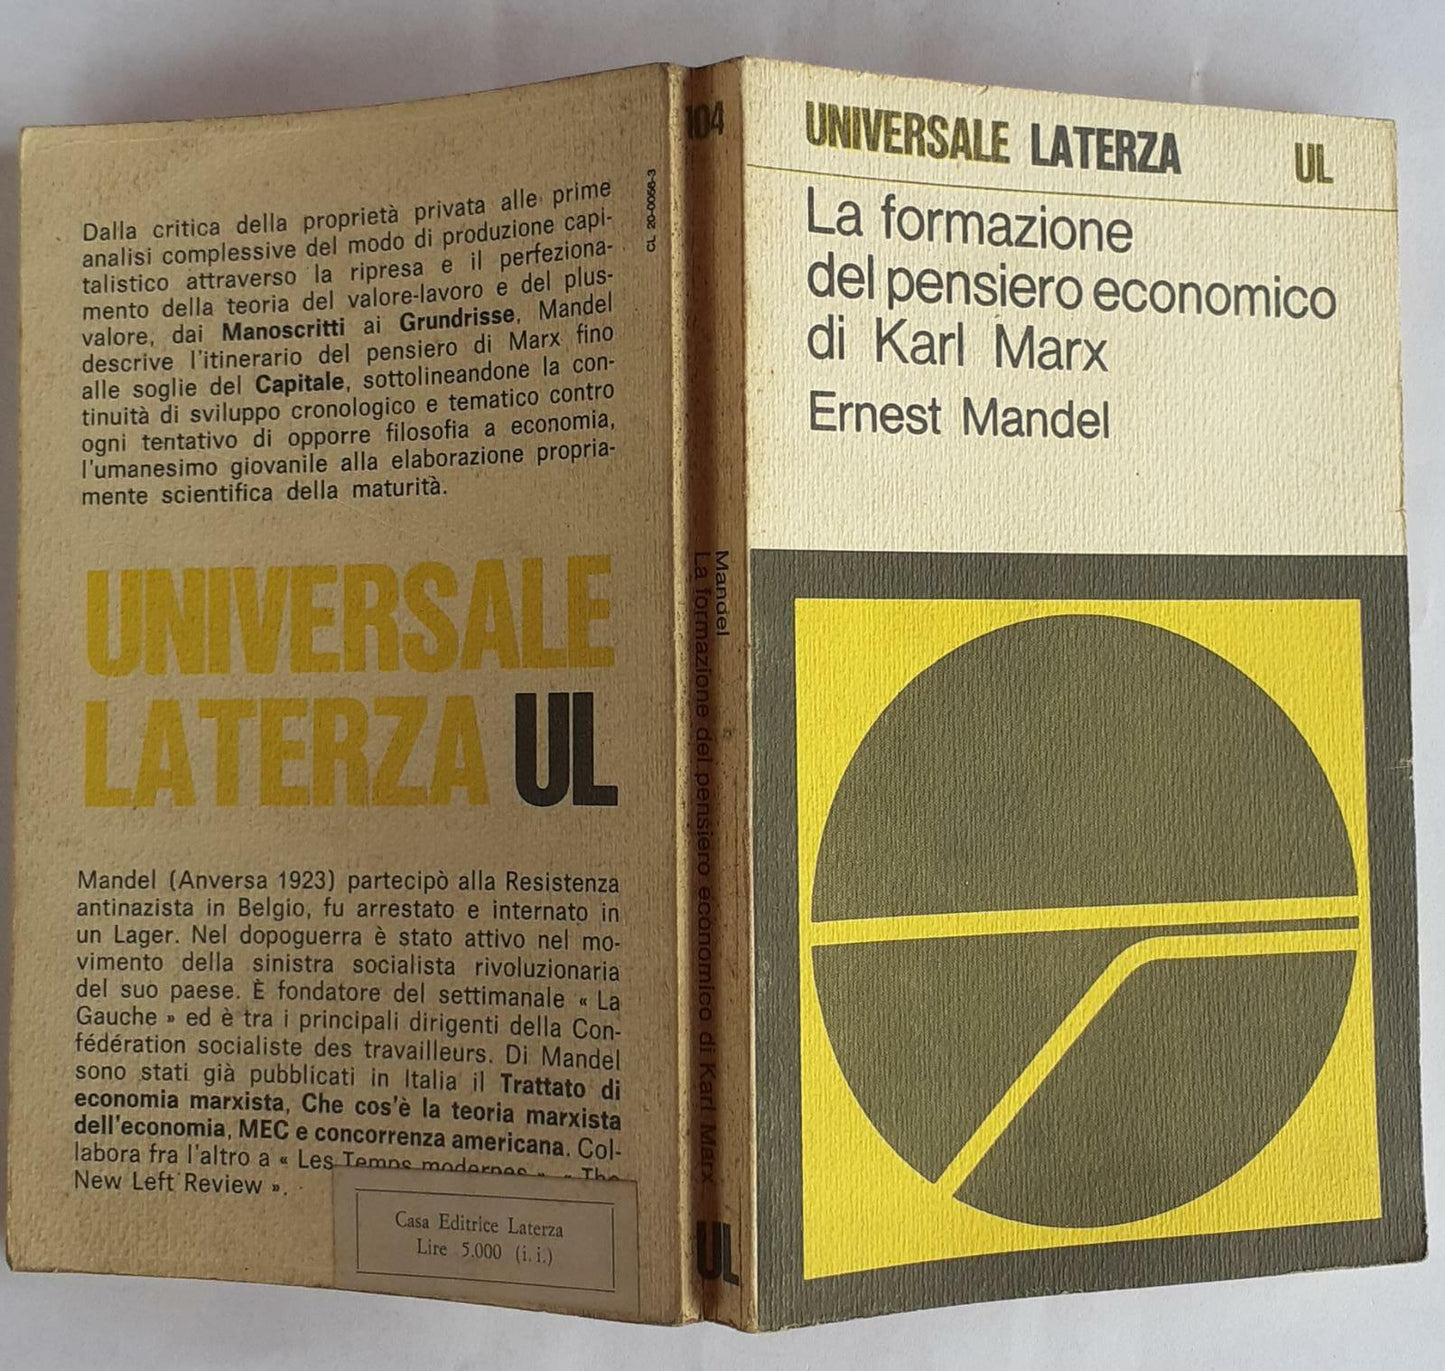 Dalla critica della proprietà privata alle prime
analisi complessive del modo di produzione capi-
talistico attraverso la ripresa e il perfeziona-
mento della teoria del valore-lavoro e del plus-
valore, dai Manoscritti ai Grundrisse, Mandel
descrive l'itinerario del pensiero di Marx fino
alle soglie del Capitale, sottolineandone la con-
tinuità di sviluppo cronologico e tematico contro
ogni tentativo di opporre filosofia a economia,
l'umanesimo giovanile alla elaborazione propria-
mente scientifica della maturità.
UNIVERSALE
LATERZA UL
Mandel (Anversa 1923) partecipò alla Resistenza
antinazista in Belgio, fu arrestato e internato in
un Lager. Nel dopoguerra è stato attivo nel mo-
vimento della sinistra socialista rivoluzionaria
del suo paese. È fondatore del settimanale « La
Gauche » ed è tra i principali dirigenti della Con-
fédération socialiste des travailleurs. Di Mandel
sono stati già pubblicati in Italia il Trattato di
economia marxista, Che cos'è la teoria marxista
dell'economia, MEC e concorrenza americana. Col-
labora fra l'altro a « Les Temps modernes », « The
New Left Review ».
Casa Editrice Laterza
Lire 5.000 (i. i.)
CL 20-0056-3
104
Mandel
La formazione del pensiero economico di Karl Marx
UL
UNIVERSALE LATERZA UL
La formazione
del pensiero economico
di Karl Marx
Ernest Mandel